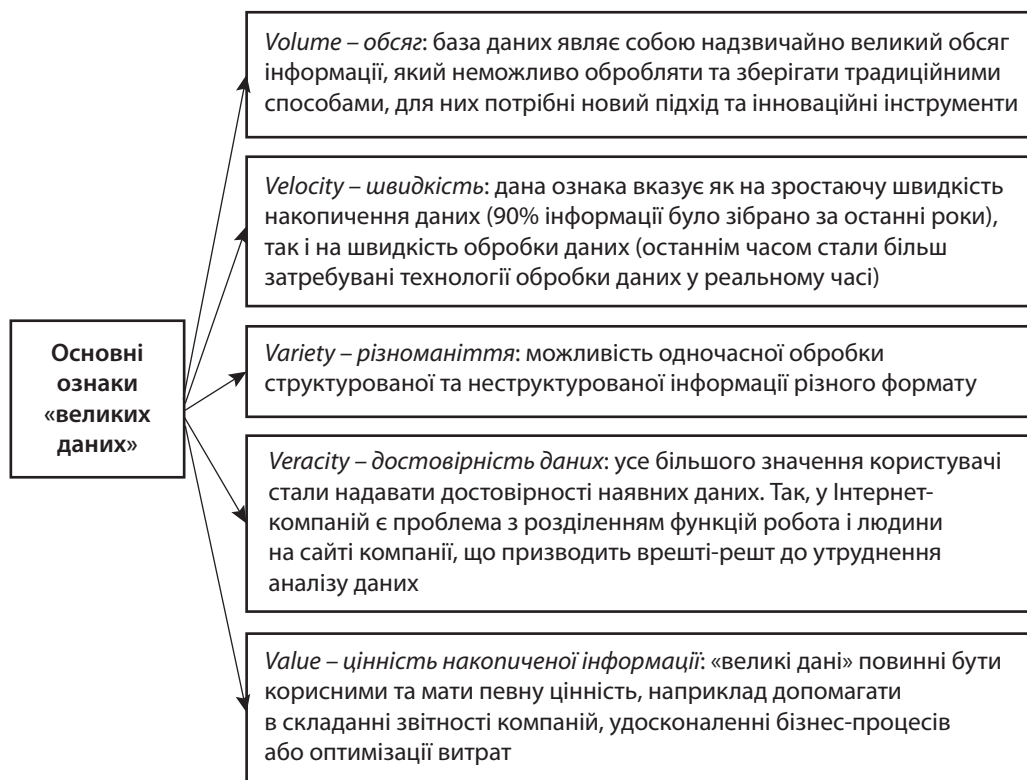 Volume – обсяг: база даних являє собою надзвичайно великий обсяг
інформації, який неможливо обробляти та зберігати традиційними
способами, для них потрібні новий підхід та інноваційні інструменти
Velocity – швидкість: дана ознака вказує як на зростаючу швидкість
накопичення даних (90% інформації було зібрано за останні роки),
так і на швидкість обробки даних (останнім часом стали більш
затребувані технології обробки даних у реальному часі)
Основні
ознаки
«великих
даних»
Variety – різноманіття: можливість одночасної обробки
структурованої та неструктурованої інформації різного формату
Veracity – достовірність даних: усе більшого значення користувачі
стали надавати достовірності наявних даних. Так, у Інтернет-
компаній є проблема з розділенням функцій робота і людини
на сайті компанії, що призводить врешті-решт до утруднення
аналізу даних
Value – цінність накопиченої інформації: «великі дані» повинні бути
корисними та мати певну цінність, наприклад допомагати
в складанні звітності компаній, удосконаленні бізнес-процесів
або оптимізації витрат